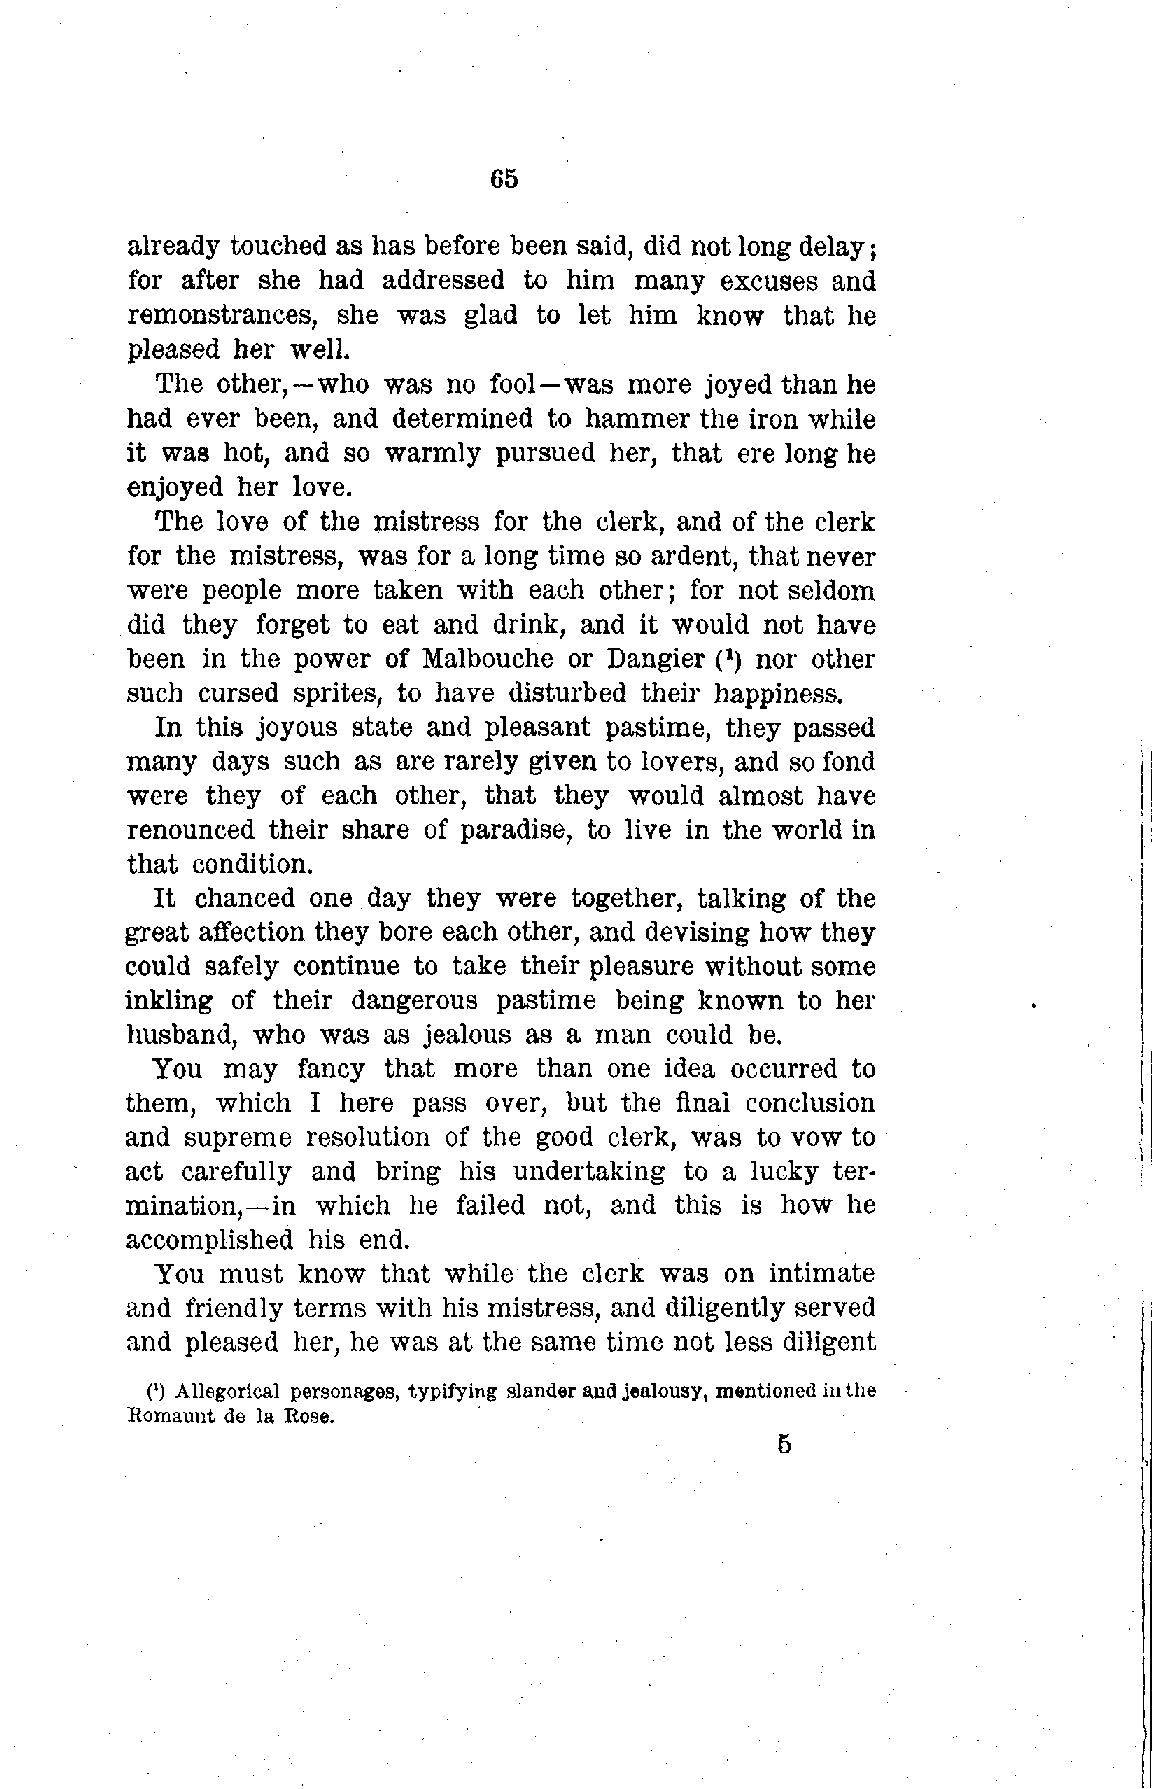 65
already touched as has before been said, did not long delay;
for after she had addressed to him many excuses and
remonstrances, she was glad to let him know that he
pleased her well.
The other,—who was no fool—was more joyed than he
had ever been, and determined to hammer the iron while
it was hot, and so warmly pursued her, that ere long he
enjoyed her love.
The love of the mistress for the clerk, and of the clerk
for the mistress, was for a long time so ardent, that never
were people more taken with each other; for not seldom
did they forget to eat and drink, and it would not have
been in the power of Malbouche or Dangier (¹) nor other
such cursed sprites, to have disturbed their happiness.
In this joyous state and pleasant pastime, they passed
many days such as are rarely given to lovers, and so fond
were they of each other, that they would almost have
renounced their share of paradise, to live in the world in
that condition.
It chanced one day they were together, talking of the
great affection they bore each other, and devising how they
could safely continue to take their pleasure without some
inkling of their dangerous pastime being known to her
husband, who was as jealous as a man could be.
You may fancy that more than one idea occurred to
them, which I here pass over, but the final conclusion
and supreme resolution of the good clerk, was to vow to
act carefully and bring his undertaking to a lucky ter-
mination,—in which he failed not, and this is how he
accomplished his end.
You must know that while the clerk was on intimate
and friendly terms with his mistress, and diligently served
and pleased her, he was at the same time not less diligent
(¹) Allegorical personages, typifying slander and jealousy, mentioned in the
Romaunt de la Rose.
5